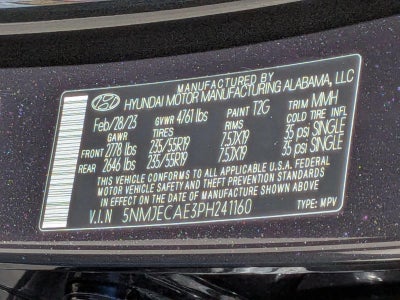 MANUFACTURED BY
HYUNDAI MOTOR MANUFACTURING ALABAMA, LLC
Feb/28/23 GVWR 4761 lbs PAINT T2G TRIM MMH
GAWR TIRES RIMS COLD TIRE INFL
FRONT 2778 lbs 235/55R19 7.5JX19 35 psi SINGLE
REAR 2646 lbs 235/55R19 7.5JX19 35 psi SINGLE
THIS VEHICLE CONFORMS TO ALL APPLICABLE U.S.A. FEDERAL
MOTOR VEHICLE SAFETY AND THEFT PREVENTION STANDARDS
IN EFFECT ON THE DATE OF MANUFACTURE SHOWN ABOVE
V.I.N 5NMJECAE3PH241160 TYPE: MPV